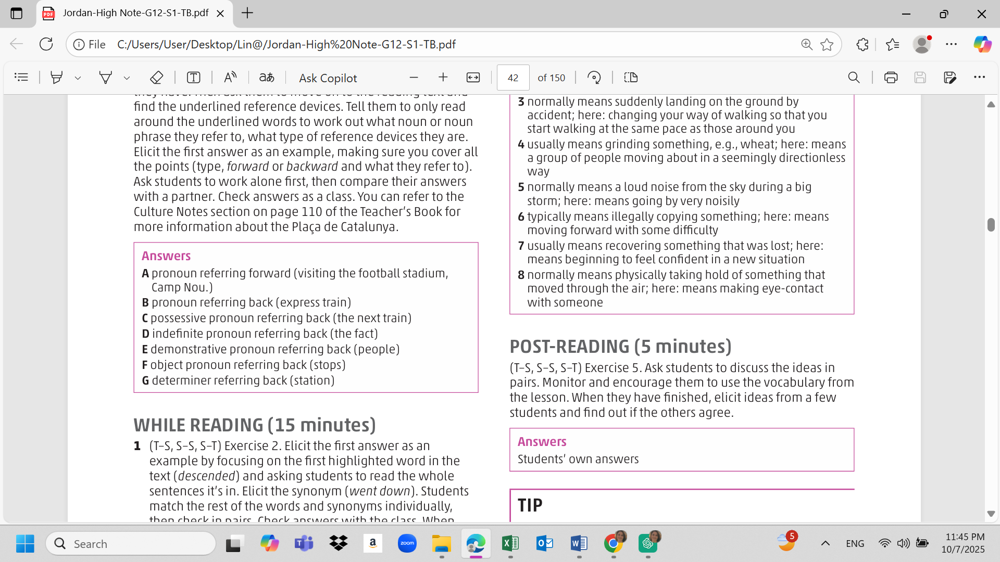 Jordan-High Note-G12-S1-TB.pdf
File
C:/Users/User/Desktop/Lin@/Jordan-High%20Note-G12-S1-TB.pdf
Ask Copilot
42
of 150
find the underlined reference devices. Tell them to only read
around the underlined words to work out what noun or noun
phrase they refer to, what type of reference devices they are.
Elicit the first answer as an example, making sure you cover all
the points (type, forward or backward and what they refer to).
Ask students to work alone first, then compare their answers
with a partner. Check answers as a class. You can refer to the
Culture Notes section on page 110 of the Teacher's Book for
more information about the Plaça de Catalunya.
Answers
A pronoun referring forward (visiting the football stadium,
Camp Nou.)
B pronoun referring back (express train)
C possessive pronoun referring back (the next train)
D indefinite pronoun referring back (the fact)
E demonstrative pronoun referring back (people)
F object pronoun referring back (stops)
G determiner referring back (station)
WHILE READING (15 minutes)
1 (T–S, S–S, S–T) Exercise 2. Elicit the first answer as an
example by focusing on the first highlighted word in the
text (descended) and asking students to read the whole
sentences it's in. Elicit the synonym (went down). Students
match the rest of the words and synonyms individually,
then check in pairs. Check answers with the class. When
3 normally means suddenly landing on the ground by
accident; here: changing your way of walking so that you
start walking at the same pace as those around you
4 usually means grinding something, e.g., wheat; here: means
a group of people moving about in a seemingly directionless
way
5 normally means a loud noise from the sky during a big
storm; here: means going by very noisily
6 typically means illegally copying something; here: means
moving forward with some difficulty
7 usually means recovering something that was lost; here:
means beginning to feel confident in a new situation
8 normally means physically taking hold of something that
moved through the air; here: means making eye-contact
with someone
POST-READING (5 minutes)
(T–S, S–S, S–T) Exercise 5. Ask students to discuss the ideas in
pairs. Monitor and encourage them to use the vocabulary from
the lesson. When they have finished, elicit ideas from a few
students and find out if the others agree.
Answers
Students' own answers
TIP
Search
zoom
5
ENG
11:45 PM
10/7/2025